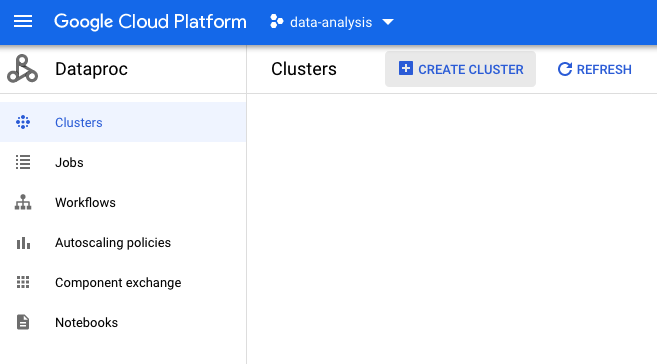 Google Cloud Platform data-analysis
Dataproc
Clusters CREATE CLUSTER REFRESH
Clusters
Jobs
Workflows
Autoscaling policies
Component exchange
Notebooks